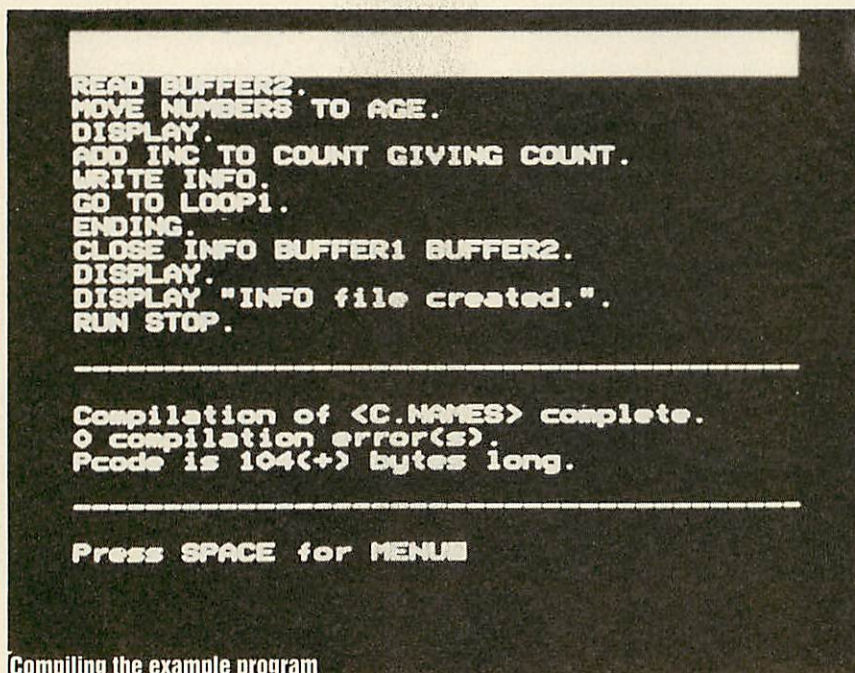 READ BUFFER2.
MOVE NUMBERS TO AGE.
DISPLAY.
ADD INC TO COUNT GIVING COUNT.
WRITE INFO.
GO TO LOOP1.
ENDING.
CLOSE INFO BUFFER1 BUFFER2.
DISPLAY.
DISPLAY "INFO file created.".
RUN STOP.
Compilation of <C.NAMES> complete.
0 compilation error(s).
Pcode is 104(+) bytes long.
Press SPACE for MENU
Compiling the example program